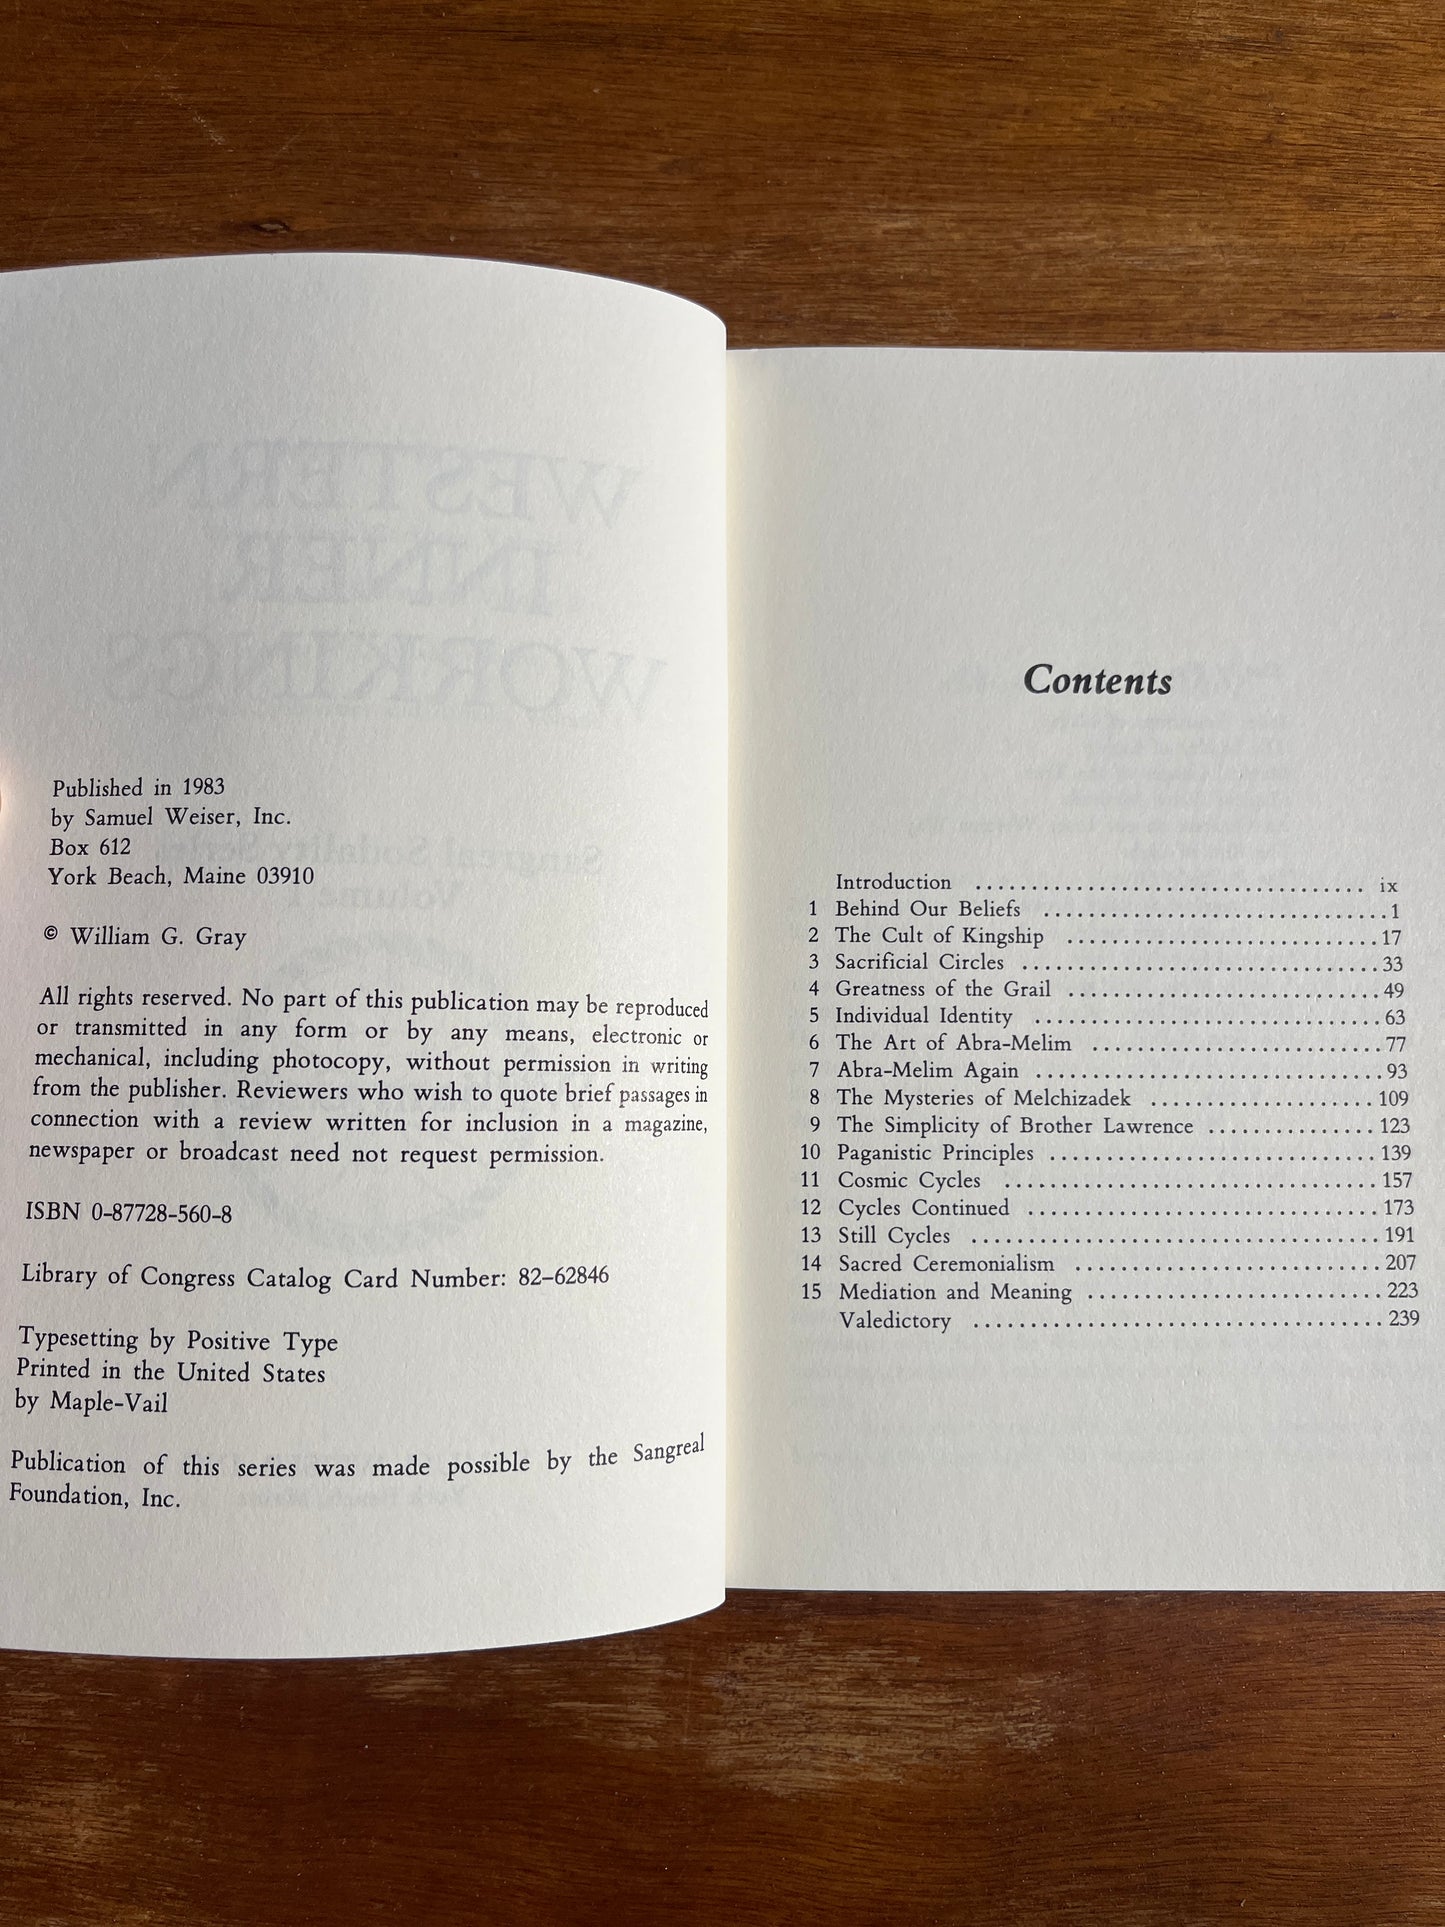 WESTERN
INNER
WORKINGS
Sangreal Sodality Series
Volume
Published in 1983
by Samuel Weiser, Inc.
Box 612
York Beach, Maine 03910
© William G. Gray
All rights reserved. No part of this publication may be reproduced
or transmitted in any form or by any means, electronic or
mechanical, including photocopy, without permission in writing
from the publisher. Reviewers who wish to quote brief passages in
connection with a review written for inclusion in a magazine,
newspaper or broadcast need not request permission.
ISBN 0-87728-560-8
Library of Congress Catalog Card Number: 82-62846
Typesetting by Positive Type
Printed in the United States
by Maple-Vail
Publication of this series was made possible by the Sangreal
Foundation, Inc.
Contents
Introduction ................................... ix
1 Behind Our Beliefs ...............................1
2 The Cult of Kingship ............................17
3 Sacrificial Circles ................................33
4 Greatness of the Grail ............................49
5 Individual Identity ...............................63
6 The Art of Abra-Melim ..........................77
7 Abra-Melim Again ...............................93
8 The Mysteries of Melchizadek ....................109
9 The Simplicity of Brother Lawrence ...............123
10 Paganistic Principles .............................139
11 Cosmic Cycles .................................157
12 Cycles Continued ...............................173
13 Still Cycles .....................................191
14 Sacred Ceremonialism ............................207
15 Mediation and Meaning ...........................223
Valedictory .....................................239